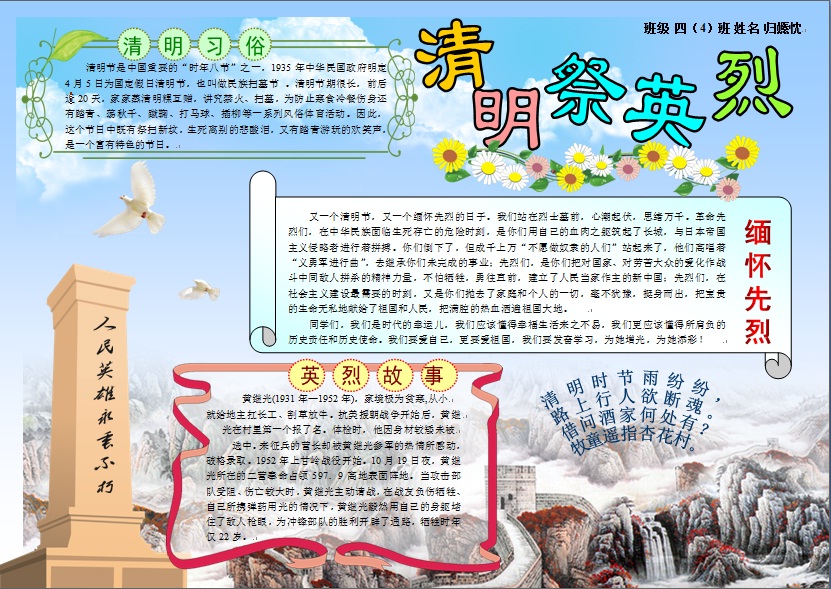 班级 四（4）班 姓名 归
清明祭英烈
清明习俗
清明节是中国重要的“时年八节”之一，1935 年中华民国政府明定
4 月 5 日为国定假日清明节，也叫做民族扫墓节 。清明节期很长，前后
逾 20 天，家家蒸清明粿互赠，讲究禁火、扫墓，为防止寒食冷餐伤身还
有踏青、荡秋千、蹴鞠、打马球、插柳等一系列风俗体育活动。因此，
这个节日中既有祭扫新坟，生死离别的悲酸泪，又有踏青游玩的欢笑声，
是一个富有特色的节日。
缅怀先烈
又一个清明节，又一个缅怀先烈的日子。我们站在烈士墓前，心潮起伏，思绪万千。革命先
烈们，在中华民族面临生死存亡的危险时刻，是你们用自已的血肉之躯筑起了长城，与日本帝国
主义侵略者进行着拼搏。你们倒下了，但成千上万“不愿做奴隶的人们”站起来了，他们高唱着
“义勇军进行曲”，去继承你们未完成的事业；先烈们，是你们把对国家、对劳苦大众的爱化作战
斗中同敌人拼杀的精神力量，不怕牺牲，勇往直前，建立了人民当家作主的新中国；先烈们，在
社会主义建设最需要的时刻，又是你们抛去了家庭和个人的一切，毫不犹豫，挺身而出，把宝贵
的生命无私地献给了祖国和人民，把满腔的热血洒遍祖国大地。
同学们，我们是时代的幸运儿，我们应该懂得幸福生活来之不易，我们更应该懂得所肩负的
历史责任和历史使命。我们要爱自已，更要爱祖国，我们要发奋学习，为她增光，为她添彩！
人民英雄永垂不朽
英烈故事
黄继光(1931 年—1952 年)，家境极为贫寒,从小
就给地主扛长工、割草放牛。抗美援朝战争开始后，黄继
光在村里第一个报了名。体检时，他因身材较矮未被
选中。来征兵的营长却被黄继光参军的热情所感动，
破格录取。1952 年上甘岭战役开始。10 月 19 日夜，黄继
光所在的二营奉命占领 597．9 高地表面阵地。当攻击部
队受阻、伤亡较大时，黄继光主动请战，在战友负伤牺牲、
自已所携弹药用光的情况下，黄继光毅然用自已的身躯堵
住了敌人枪眼，为冲锋部队的胜利开辟了通路，牺牲时年
仅 22 岁。
清明时节雨纷纷，
路上行人欲断魂。
借问酒家何处有？
牧童遥指杏花村。